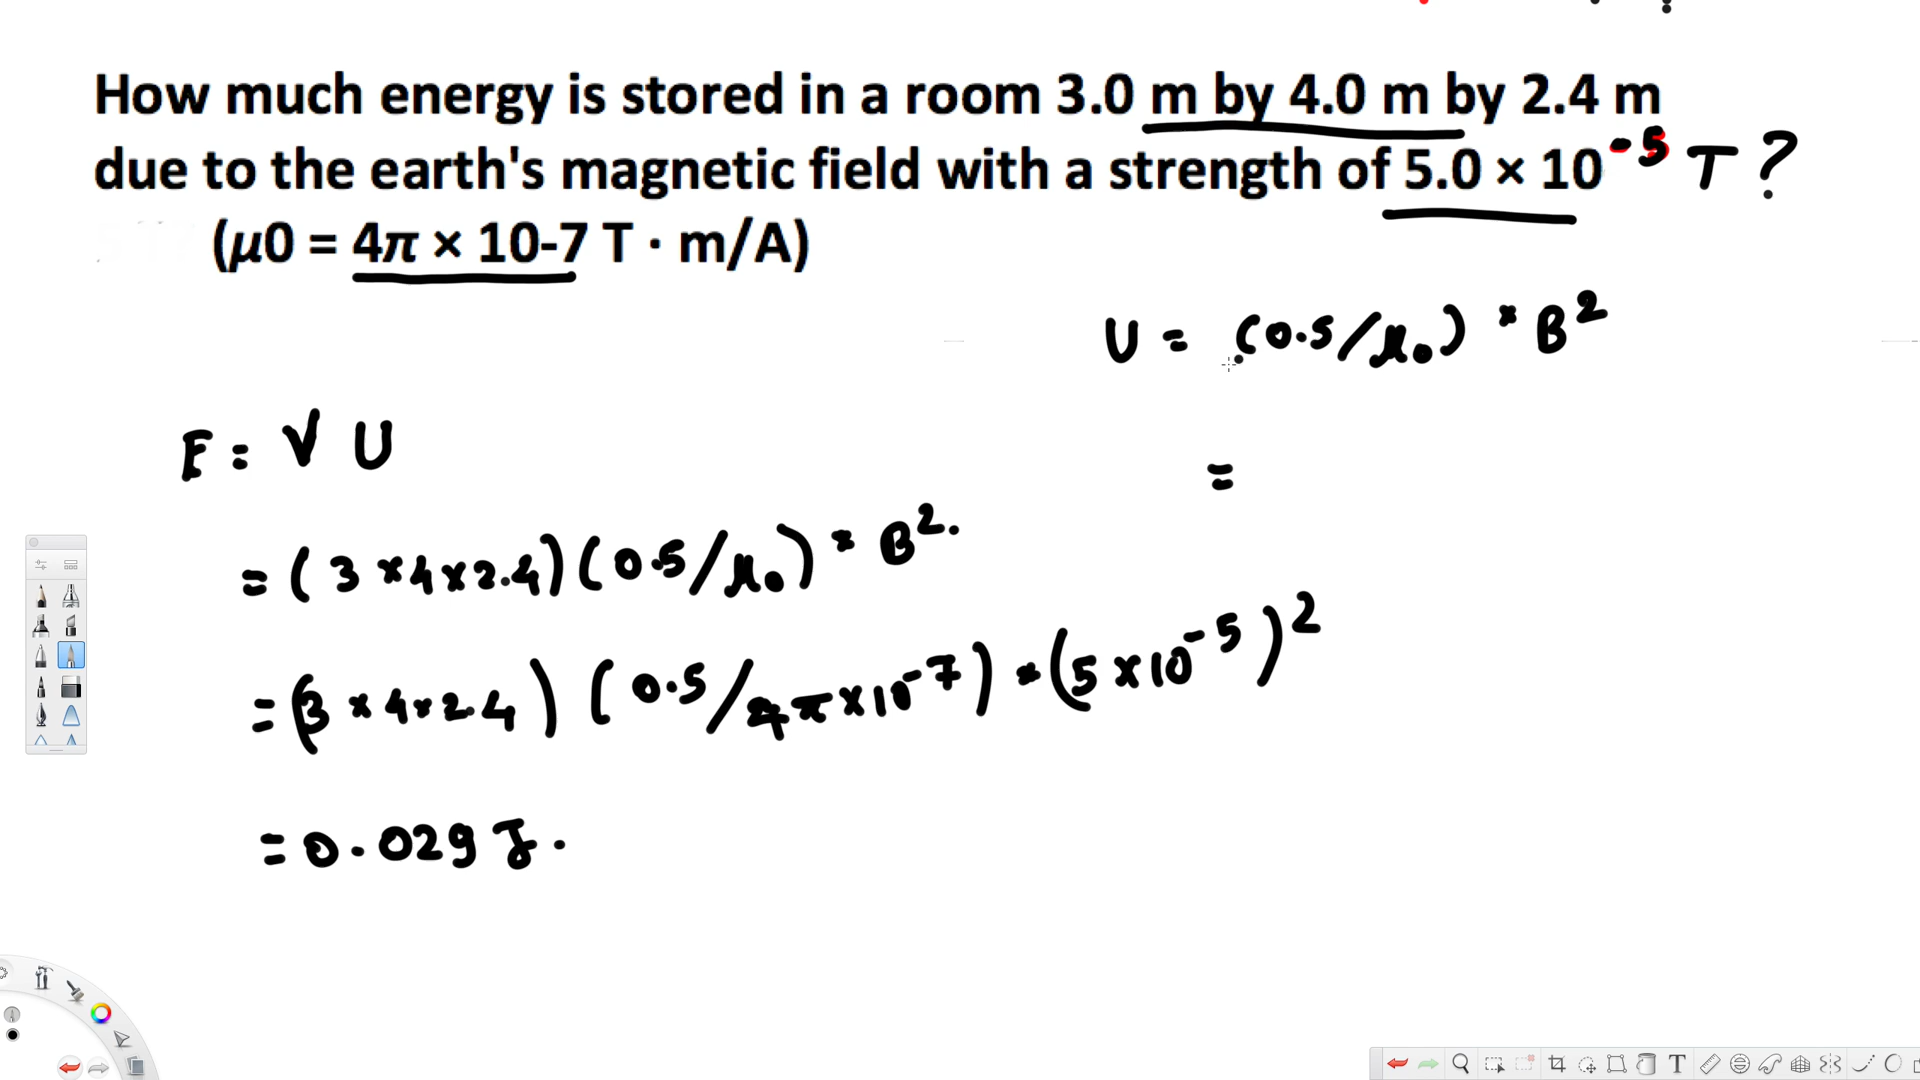 How much energy is stored in a room 3.0 m by 4.0 m by 2.4 m
due to the earth's magnetic field with a strength of 5.0 × 10⁻⁵ T ?
(μ0 = 4π × 10-7 T · m/A)
U = (0.5/μ₀) * B²
=
E = V U
= (3 × 4 × 2.4) (0.5/μ₀) * B².
= (3 × 4 × 2.4) (0.5/4π × 10⁻⁷) * (5 × 10⁻⁵)²
= 0.029 J.